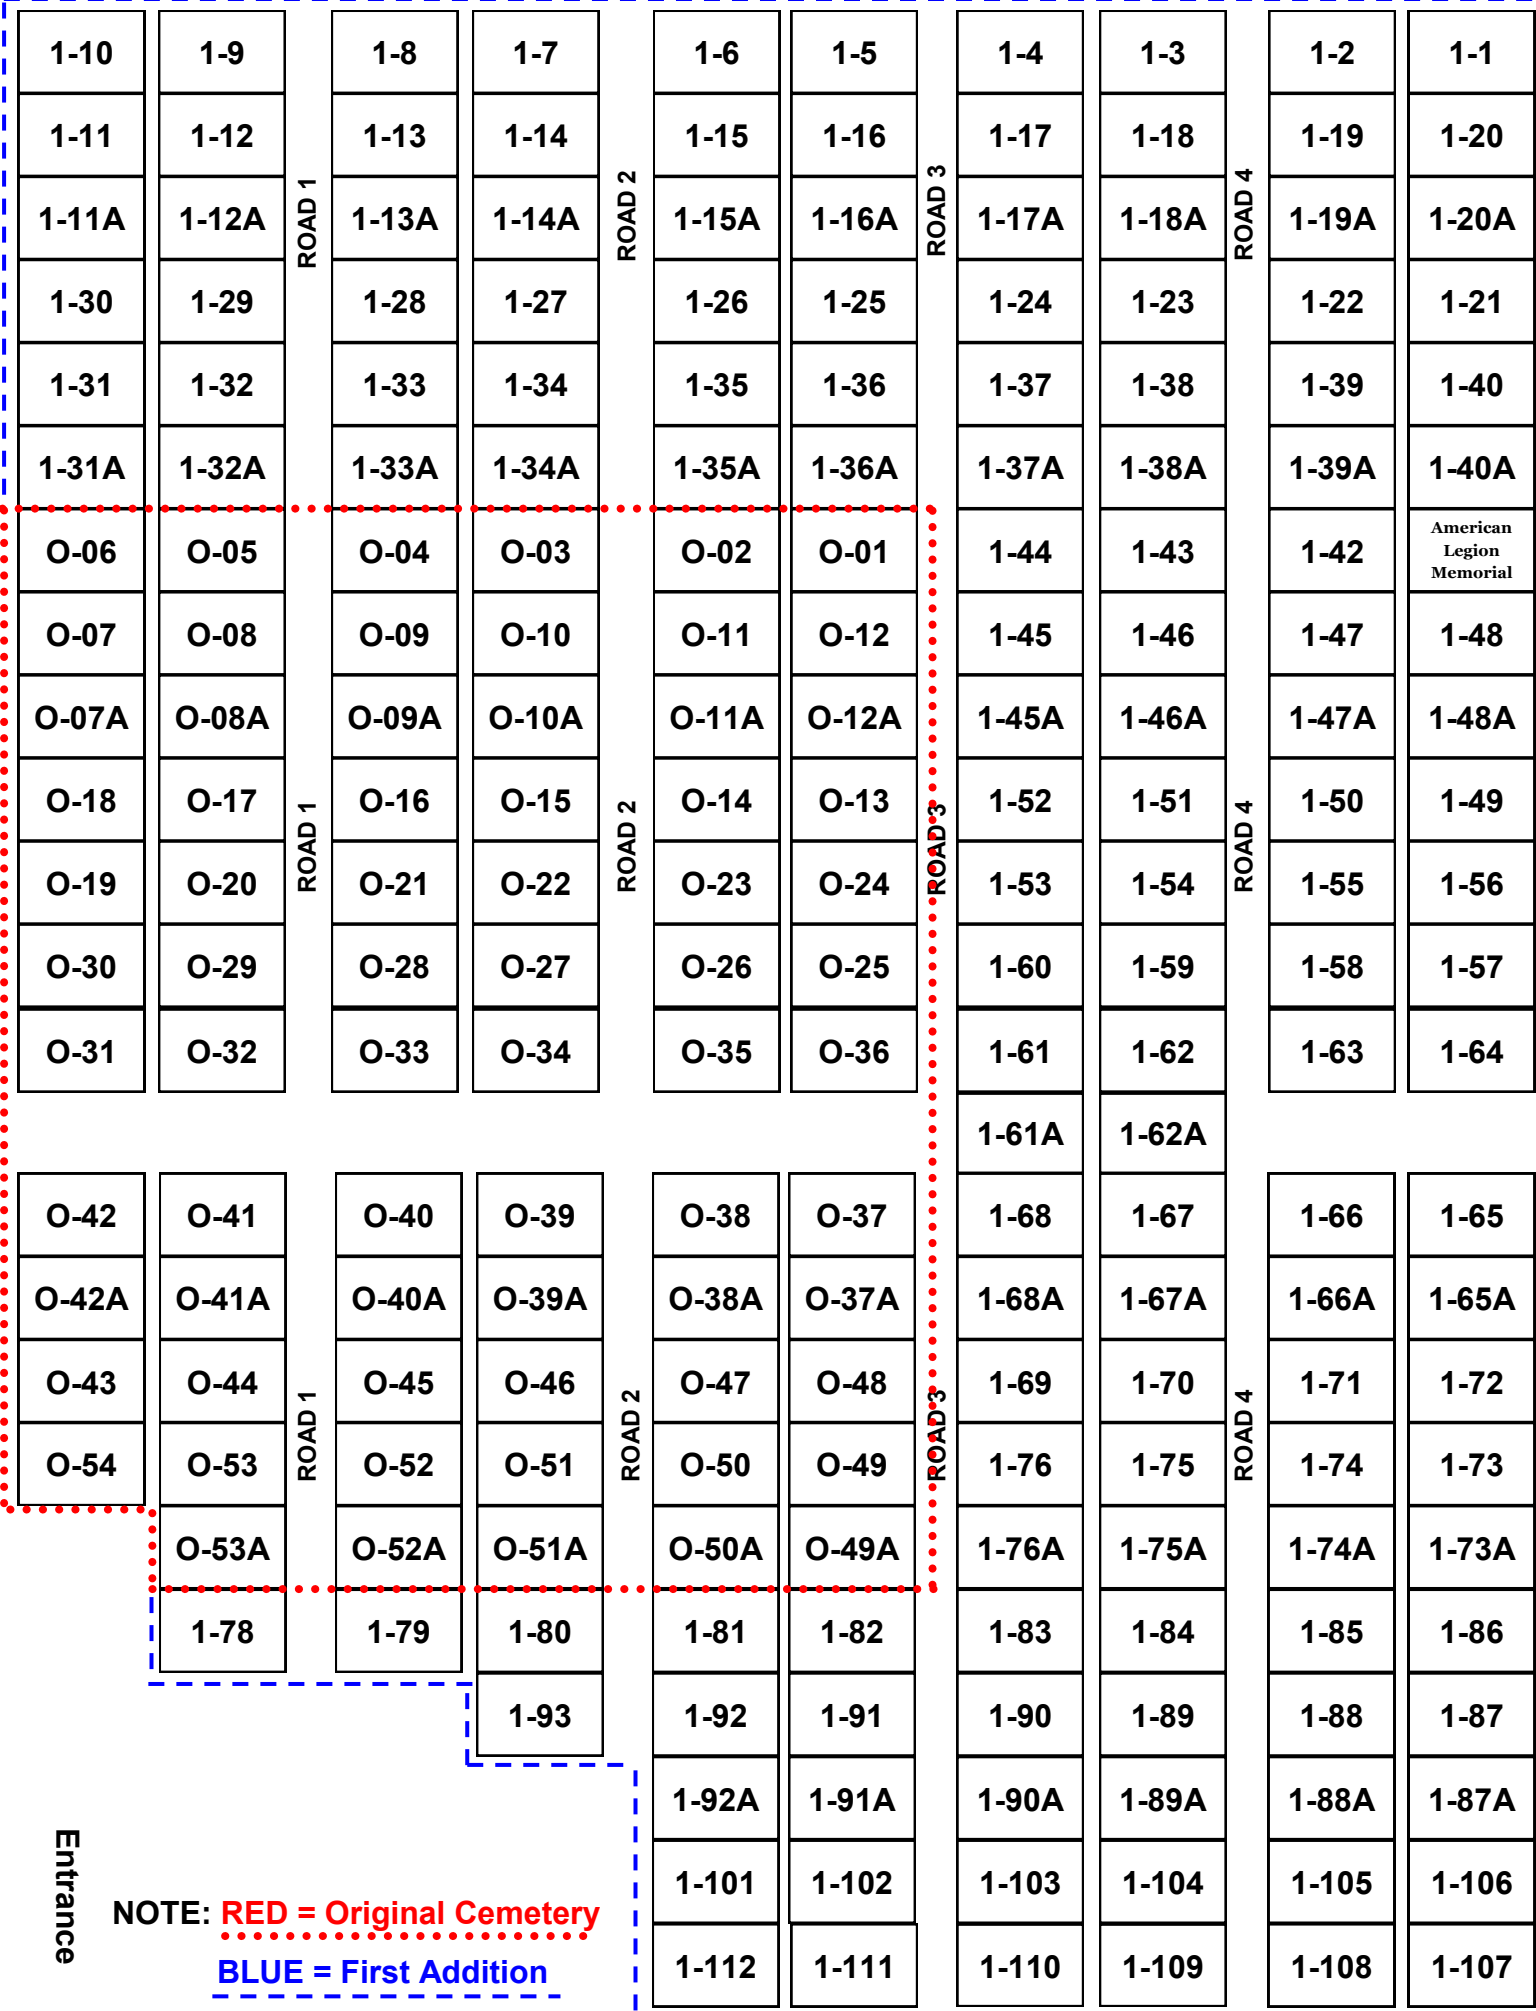 1-10 1-9 1-8 1-7 1-6 1-5 1-4 1-3 1-2 1-1
1-11 1-12 1-13 1-14 1-15 1-16 1-17 1-18 1-19 1-20
1-11A 1-12A ROAD 1 1-13A 1-14A ROAD 2 1-15A 1-16A ROAD 3 1-17A 1-18A ROAD 4 1-19A 1-20A
1-30 1-29 1-28 1-27 1-26 1-25 1-24 1-23 1-22 1-21
1-31 1-32 1-33 1-34 1-35 1-36 1-37 1-38 1-39 1-40
1-31A 1-32A 1-33A 1-34A 1-35A 1-36A 1-37A 1-38A 1-39A 1-40A
O-06 O-05 O-04 O-03 O-02 O-01 1-44 1-43 1-42
American
Legion
Memorial
O-07 O-08 O-09 O-10 O-11 O-12 1-45 1-46 1-47 1-48
O-07A O-08A O-09A O-10A O-11A O-12A 1-45A 1-46A 1-47A 1-48A
O-18 O-17 O-16 O-15 O-14 O-13 1-52 1-51 1-50 1-49
ROAD 1 ROAD 2 ROAD 3 ROAD 4
O-19 O-20 O-21 O-22 O-23 O-24 1-53 1-54 1-55 1-56
O-30 O-29 O-28 O-27 O-26 O-25 1-60 1-59 1-58 1-57
O-31 O-32 O-33 O-34 O-35 O-36 1-61 1-62 1-63 1-64
1-61A 1-62A
O-42 O-41 O-40 O-39 O-38 O-37 1-68 1-67 1-66 1-65
O-42A O-41A O-40A O-39A O-38A O-37A 1-68A 1-67A 1-66A 1-65A
O-43 O-44 O-45 O-46 O-47 O-48 1-69 1-70 1-71 1-72
ROAD 1 ROAD 2 ROAD 3 ROAD 4
O-54 O-53 O-52 O-51 O-50 O-49 1-76 1-75 1-74 1-73
O-53A O-52A O-51A O-50A O-49A 1-76A 1-75A 1-74A 1-73A
1-78 1-79 1-80 1-81 1-82 1-83 1-84 1-85 1-86
1-93 1-92 1-91 1-90 1-89 1-88 1-87
1-92A 1-91A 1-90A 1-89A 1-88A 1-87A
1-101 1-102 1-103 1-104 1-105 1-106
1-112 1-111 1-110 1-109 1-108 1-107
Entrance
NOTE: RED = Original Cemetery
BLUE = First Addition